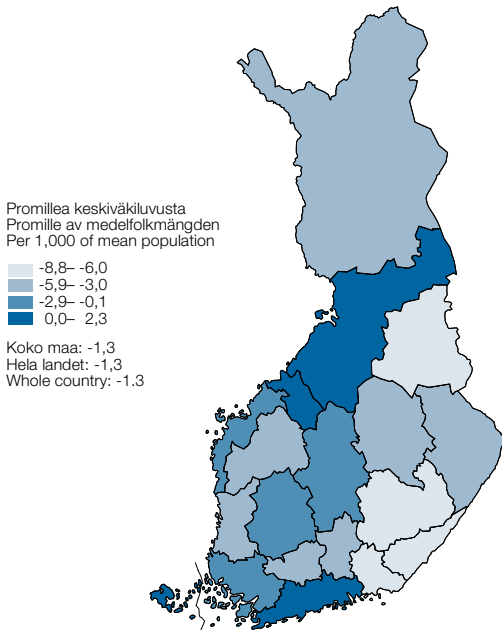 Promillea keskiväkiluvusta
Promille av medelfolkmängden
Per 1,000 of mean population
-8,8– -6,0
-5,9– -3,0
-2,9– -0,1
0,0– 2,3
Koko maa: -1,3
Hela landet: -1,3
Whole country: -1.3